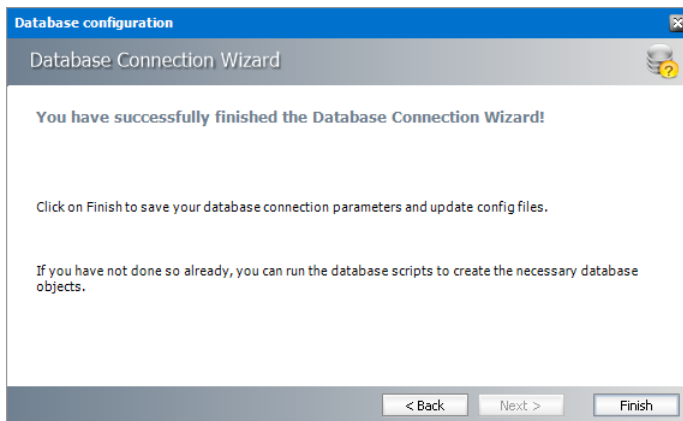 Database configuration
Database Connection Wizard
You have successfully finished the Database Connection Wizard!
Click on Finish to save your database connection parameters and update config files.
If you have not done so already, you can run the database scripts to create the necessary database
objects.
< Back Next > Finish